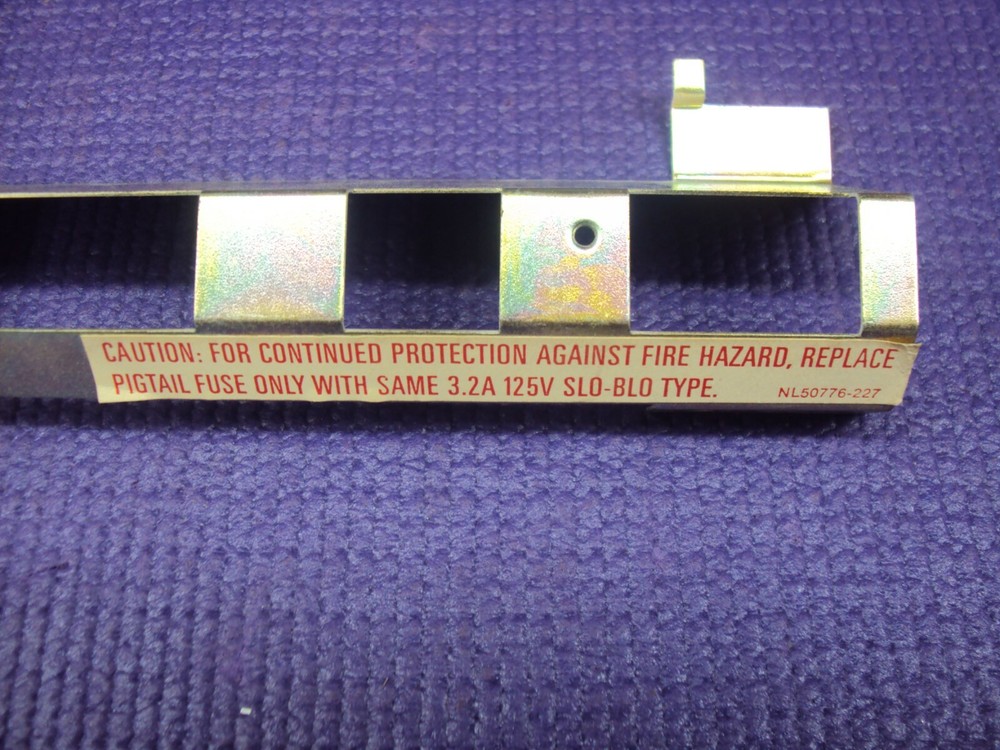 CAUTION: FOR CONTINUED PROTECTION AGAINST FIRE HAZARD, REPLACE
PIGTAIL FUSE ONLY WITH SAME 3.2A 125V SLO-BLO TYPE. NL50776-227